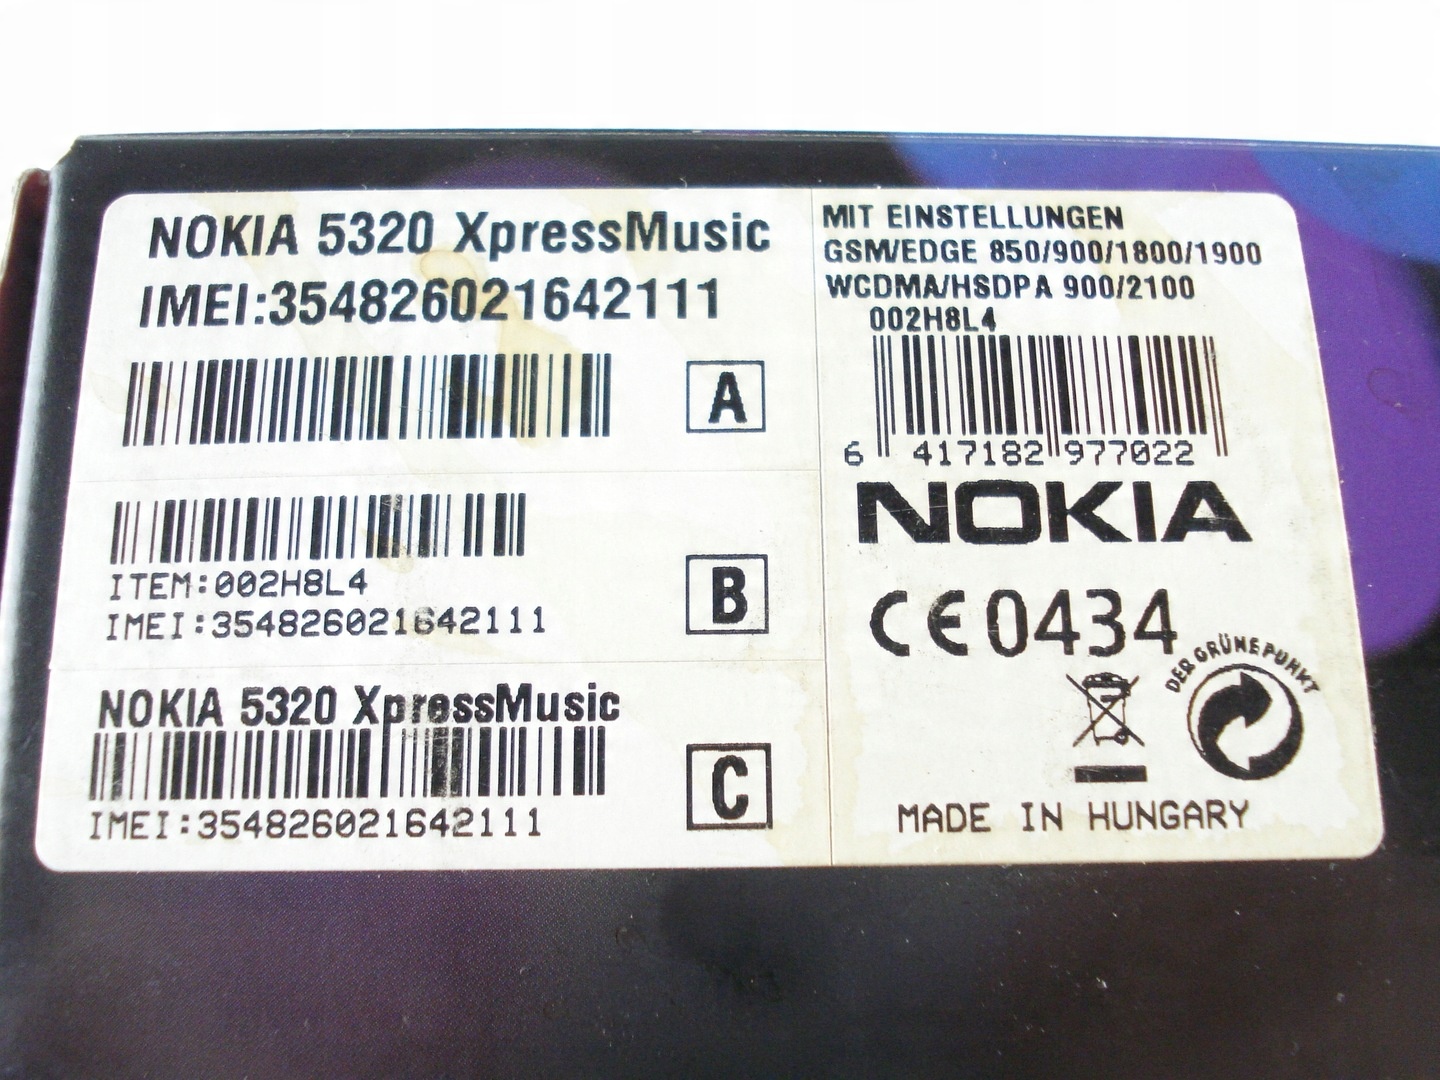 NOKIA 5320 XpressMusic
IMEI:354826021642111
A
ITEM:002H8L4
IMEI:354826021642111
B
NOKIA 5320 XpressMusic
IMEI:354826021642111
C
MIT EINSTELLUNGEN
GSM/EDGE 850/900/1800/1900
WCDMA/HSDPA 900/2100
002H8L4
6 417182 977022
NOKIA
CE0434
DER GRÜNE PUNKT
MADE IN HUNGARY